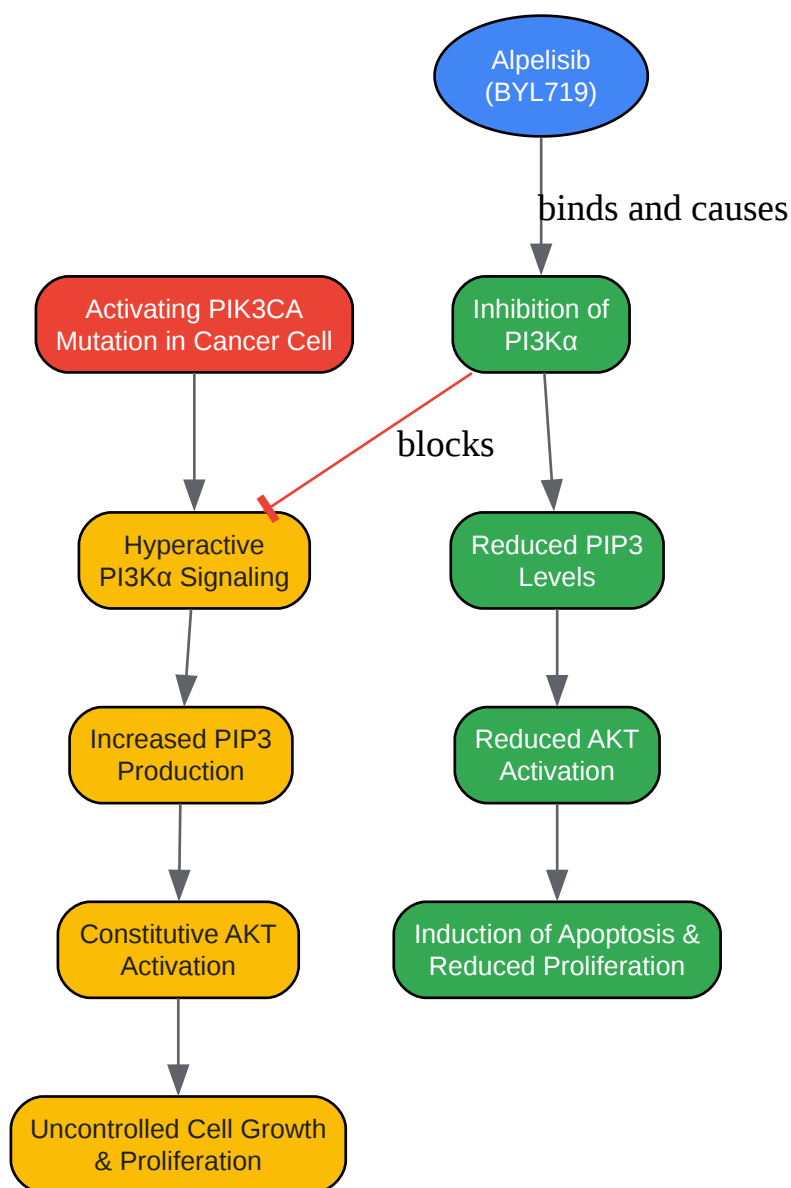 Alpelisib
(BYL719)
binds and causes
Activating PIK3CA
Mutation in Cancer Cell
Inhibition of
PI3Kα
blocks
Hyperactive
PI3Kα Signaling
Reduced PIP3
Levels
Increased PIP3
Production
Reduced AKT
Activation
Constitutive AKT
Activation
Induction of Apoptosis &
Reduced Proliferation
Uncontrolled Cell Growth
& Proliferation